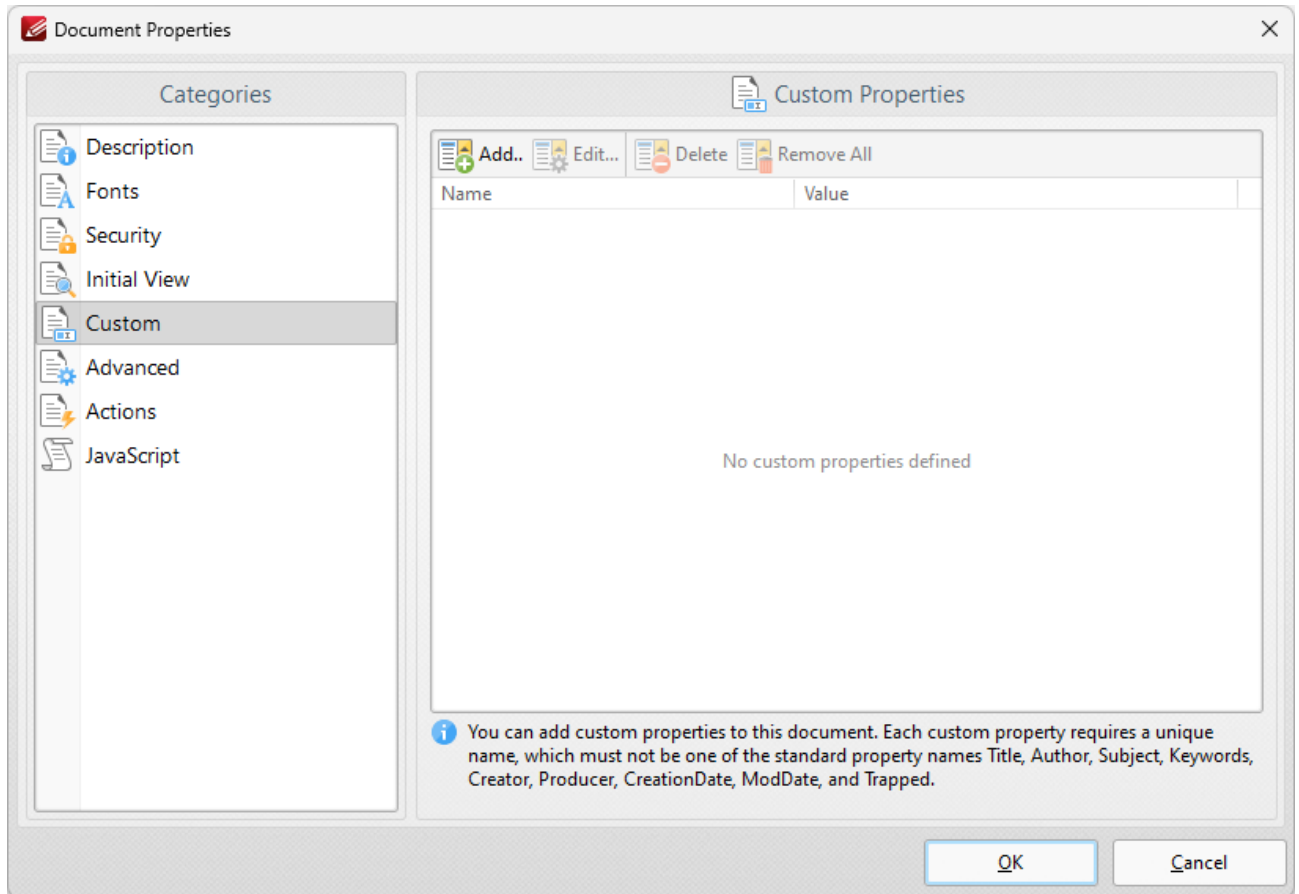 Document Properties
Categories
Description
Fonts
Security
Initial View
Custom
Advanced
Actions
JavaScript
Custom Properties
Add.. Edit... Delete Remove All
Name Value
No custom properties defined
You can add custom properties to this document. Each custom property requires a unique
name, which must not be one of the standard property names Title, Author, Subject, Keywords,
Creator, Producer, CreationDate, ModDate, and Trapped.
OK Cancel